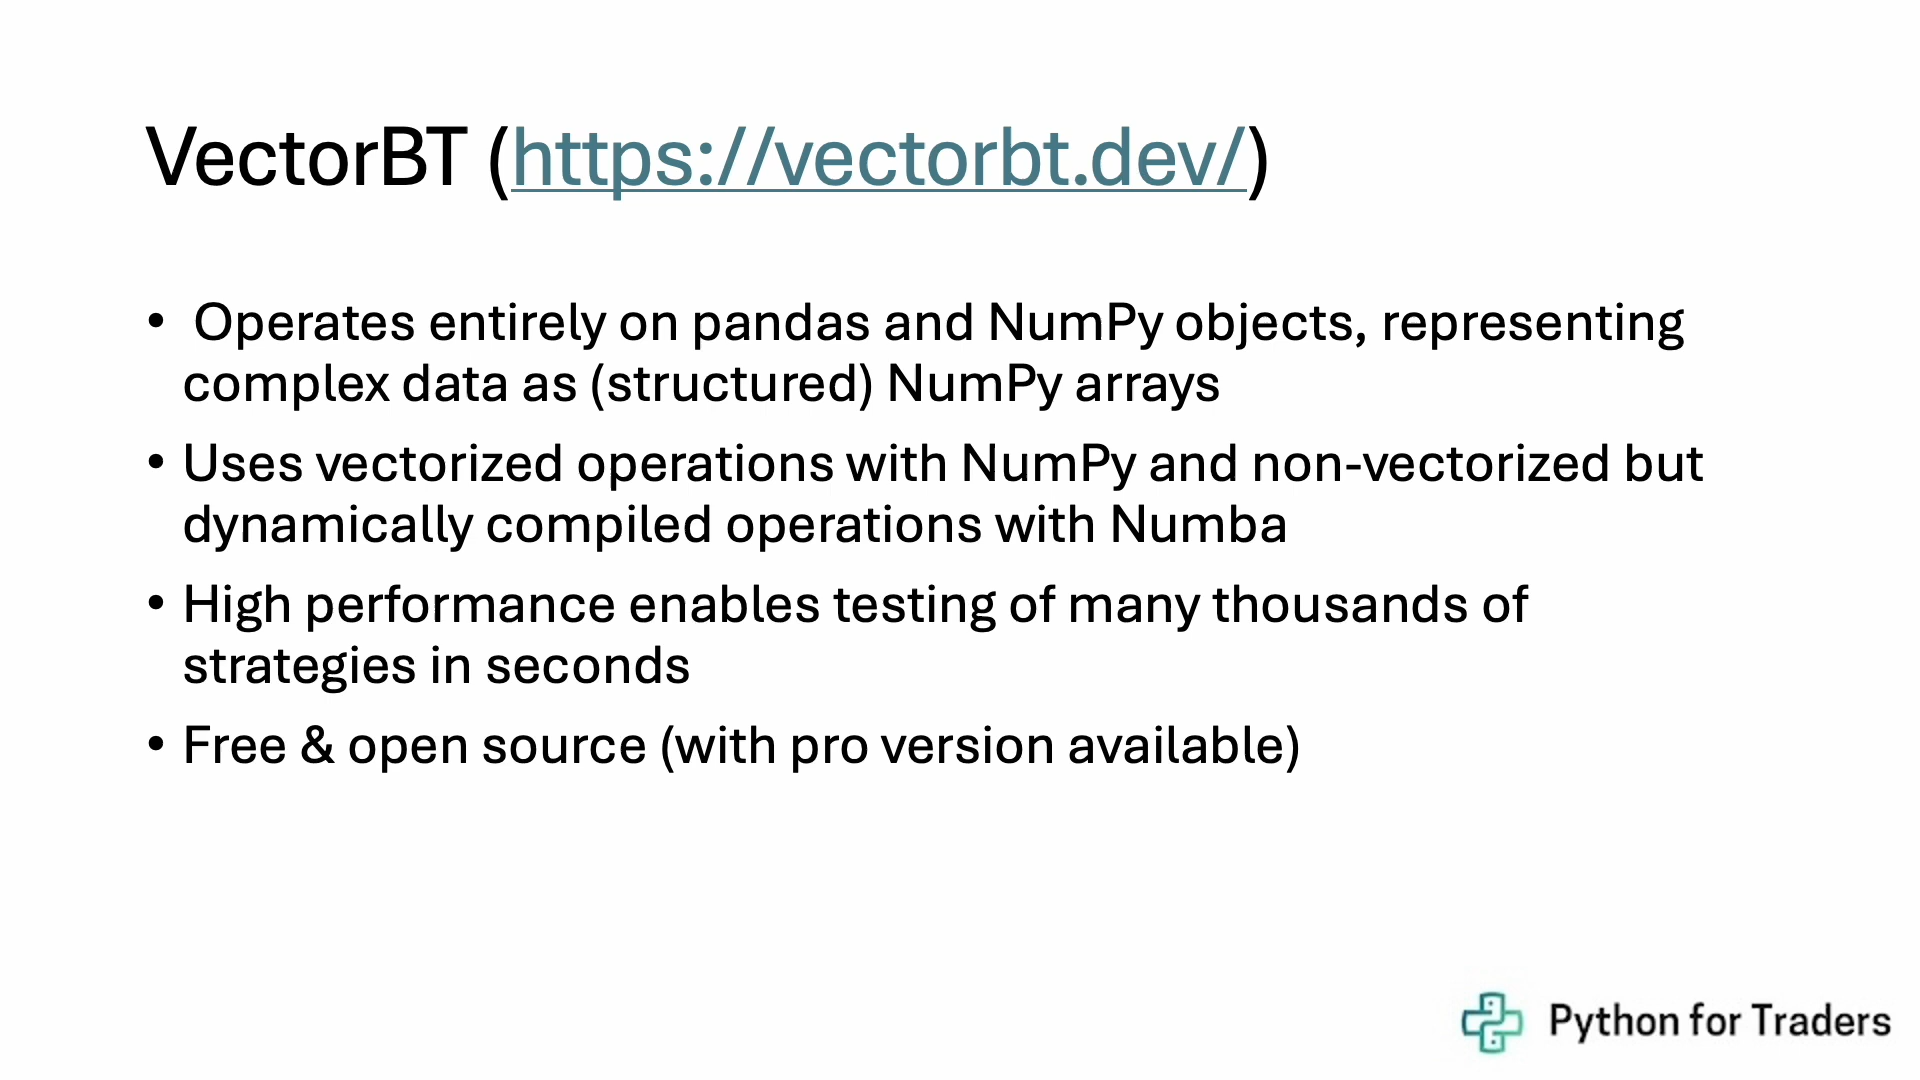 VectorBT (https://vectorbt.dev/)
• Operates entirely on pandas and NumPy objects, representing
complex data as (structured) NumPy arrays
• Uses vectorized operations with NumPy and non-vectorized but
dynamically compiled operations with Numba
• High performance enables testing of many thousands of
strategies in seconds
• Free & open source (with pro version available)
Python for Traders